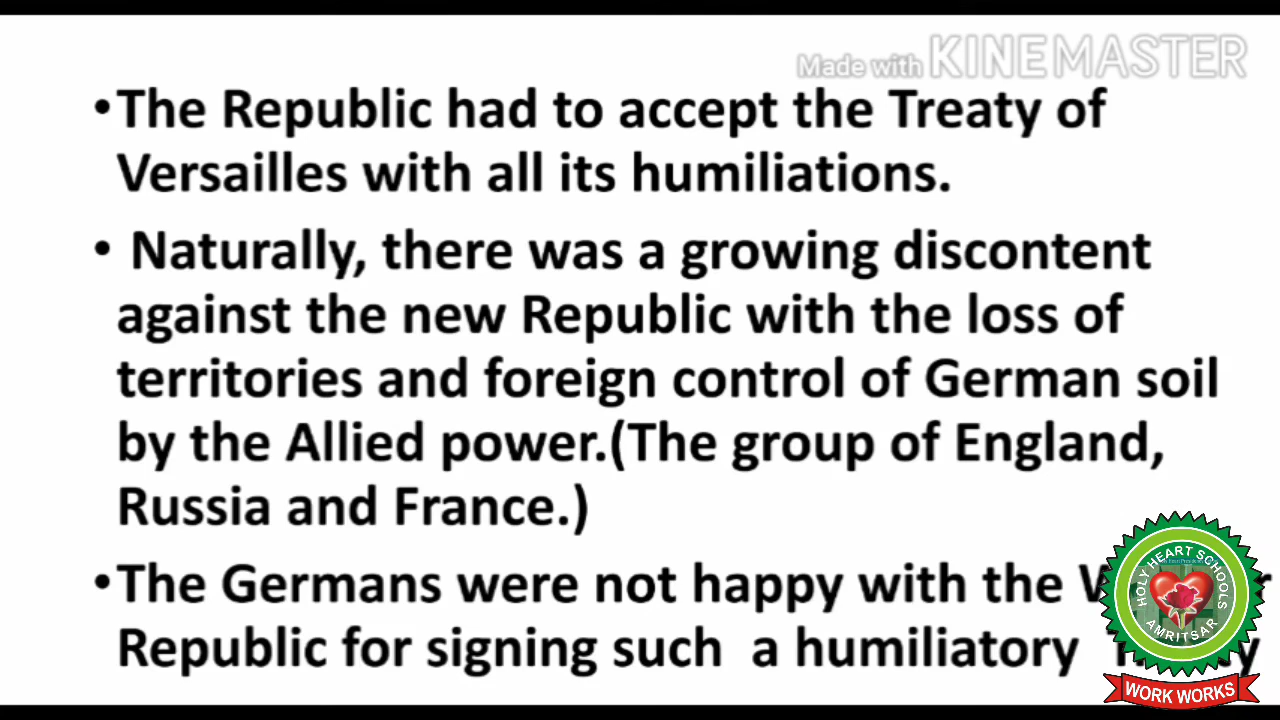 Made with KINEMASTER
•The Republic had to accept the Treaty of
Versailles with all its humiliations.
• Naturally, there was a growing discontent
against the new Republic with the loss of
territories and foreign control of German soil
by the Allied power.(The group of England,
Russia and France.)
•The Germans were not happy with the
Republic for signing such a humiliatory
HOLY HEART SCHOOLS
AMRITSAR
WORK WORKS